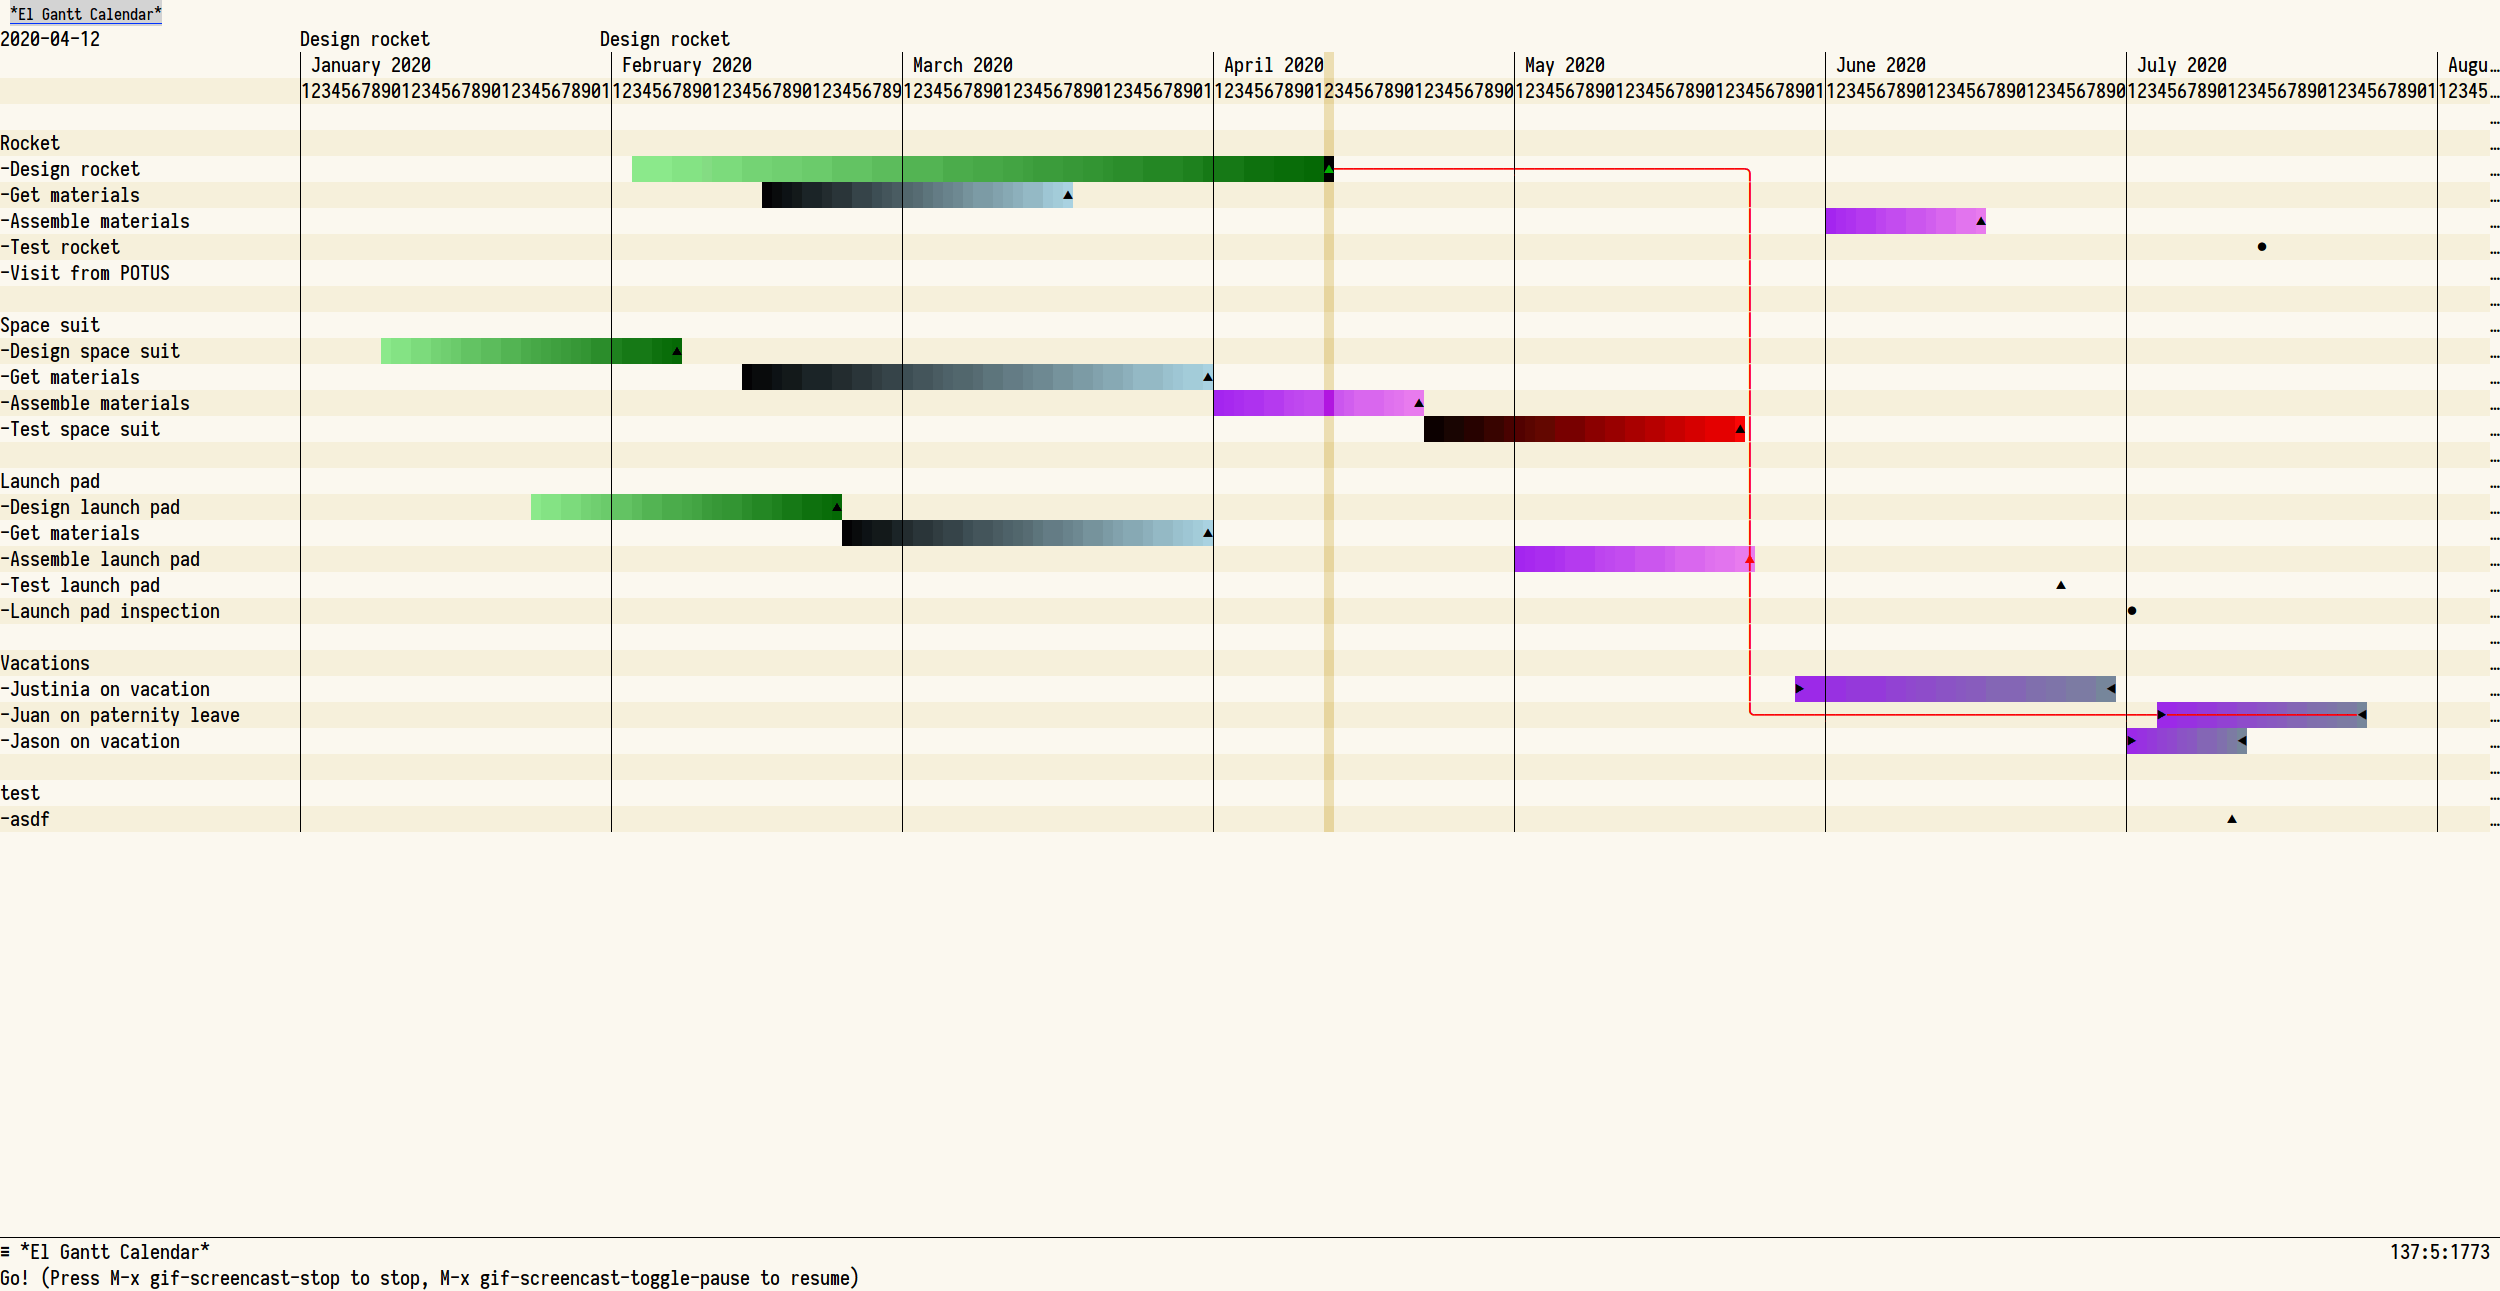 *El Gantt Calendar*
2020-04-12 Design rocket Design rocket
January 2020 February 2020 March 2020 April 2020 May 2020 June 2020 July 2020 Augu…
1234567890123456789012345678901 12345678901234567890123456789 1234567890123456789012345678901 123456789012345678901234567890 1234567890123456789012345678901 123456789012345678901234567890 1234567890123456789012345678901 12345…
…
Rocket …
-Design rocket …
-Get materials …
-Assemble materials …
-Test rocket …
-Visit from POTUS …
…
Space suit …
-Design space suit …
-Get materials …
-Assemble materials …
-Test space suit …
…
Launch pad …
-Design launch pad …
-Get materials …
-Assemble launch pad …
-Test launch pad …
-Launch pad inspection …
…
Vacations …
-Justinia on vacation …
-Juan on paternity leave …
-Jason on vacation …
…
test …
-asdf …
≡ *El Gantt Calendar* 137:5:1773
Go! (Press M-x gif-screencast-stop to stop, M-x gif-screencast-toggle-pause to resume)